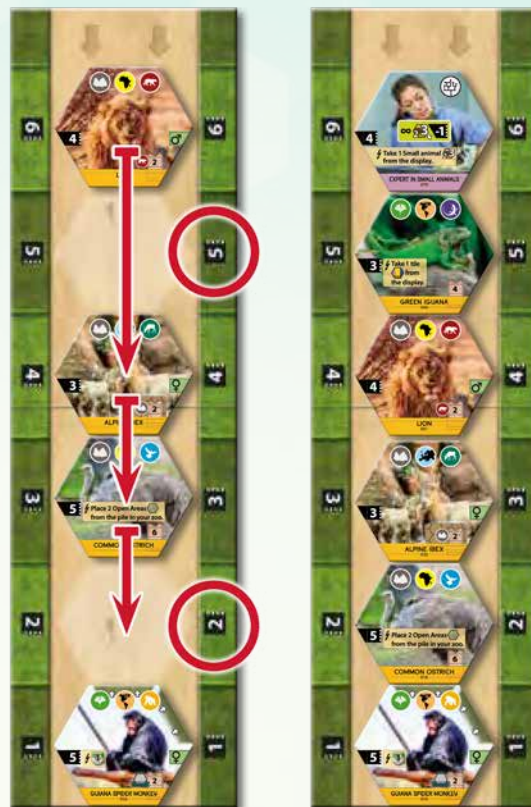 6
6
4
2
5
4
4
3
2
3
3
5
Place 2 Open Areas
from the pile in your zoo.
6
COMMON OSTRICH
2
2
1
1
5
2
GUIANA SPIDER MONKEY
6
6
4
∞ 3 -1
Take 1 Small animal
from the display.
EXPERT IN SMALL ANIMALS
5
5
3
Take 1 tile
from
the display
4
GREEN IGUANA
4
4
4
2
LION
3
3
3
2
ALPINE IBEX
2
2
5
Place 2 Open Areas
from the pile in your zoo.
6
COMMON OSTRICH
1
1
5
2
GUIANA SPIDER MONKEY